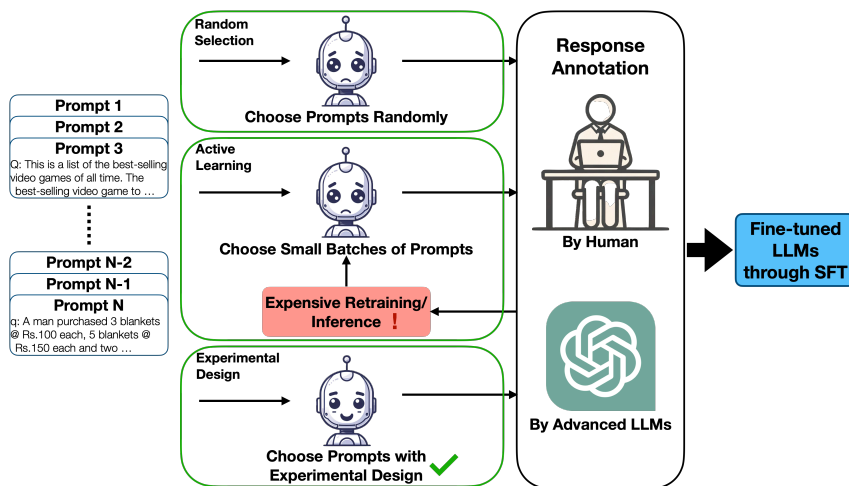 Prompt 1
Prompt 2
Prompt 3
Q: This is a list of the best-selling
video games of all time. The
best-selling video game to …
Prompt N-2
Prompt N-1
Prompt N
q: A man purchased 3 blankets
@ Rs.100 each, 5 blankets @
Rs.150 each and two …
Random
Selection
Choose Prompts Randomly
Active
Learning
Choose Small Batches of Prompts
Expensive Retraining/
Inference !
Experimental
Design
Choose Prompts with
Experimental Design
Response
Annotation
By Human
By Advanced LLMs
Fine-tuned
LLMs
through SFT